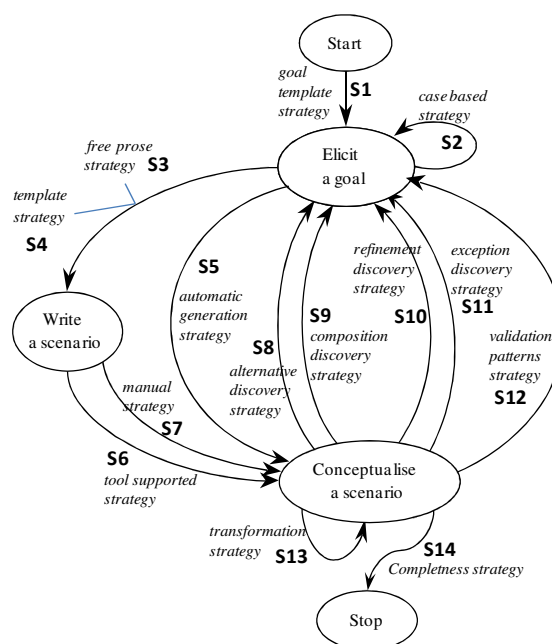 Start
goal
template
strategy
S1
case based
strategy
S2
Elicit
a goal
free prose
strategy
S3
template
strategy
S4
S5
automatic
generation
strategy
refinement
discovery
strategy
S10
exception
discovery
strategy
S11
S9
composition
discovery
strategy
S8
alternative
discovery
strategy
validation
patterns
strategy
S12
Write
a scenario
manual
strategy
S7
S6
tool supported
strategy
Conceptualise
a scenario
transformation
strategy
S13
S14
Completness strategy
Stop